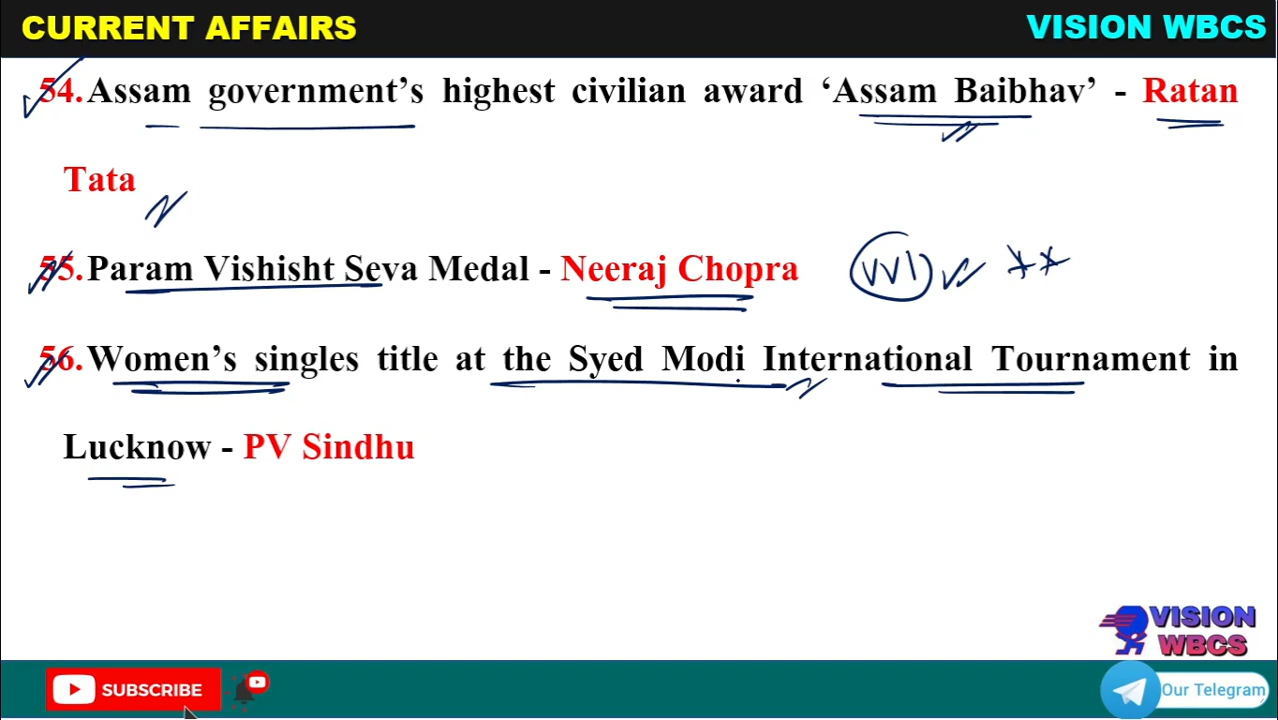 CURRENT AFFAIRS
VISION WBCS
54. Assam government’s highest civilian award ‘Assam Baibhav’ - Ratan
Tata
55. Param Vishisht Seva Medal - Neeraj Chopra VVI **
56. Women’s singles title at the Syed Modi International Tournament in
Lucknow - PV Sindhu
VISION
WBCS
SUBSCRIBE
Our Telegram